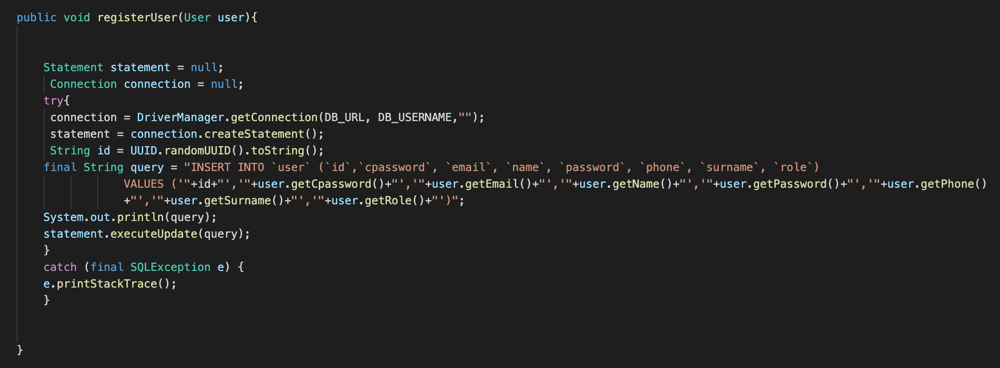 public void registerUser(User user){
Statement statement = null;
Connection connection = null;
try{
connection = DriverManager.getConnection(DB_URL, DB_USERNAME,"");
statement = connection.createStatement();
String id = UUID.randomUUID().toString();
final String query = "INSERT INTO `user` (`id`,`cpassword`, `email`, `name`, `password`, `phone`, `surname`, `role`)
VALUES ('"+id+"','"+user.getCpassword()+"','"+user.getEmail()+"','"+user.getName()+"','"+user.getPassword()+"','"+user.getPhone()
+"','"+user.getSurname()+"','"+user.getRole()+"')";
System.out.println(query);
statement.executeUpdate(query);
}
catch (final SQLException e) {
e.printStackTrace();
}
}